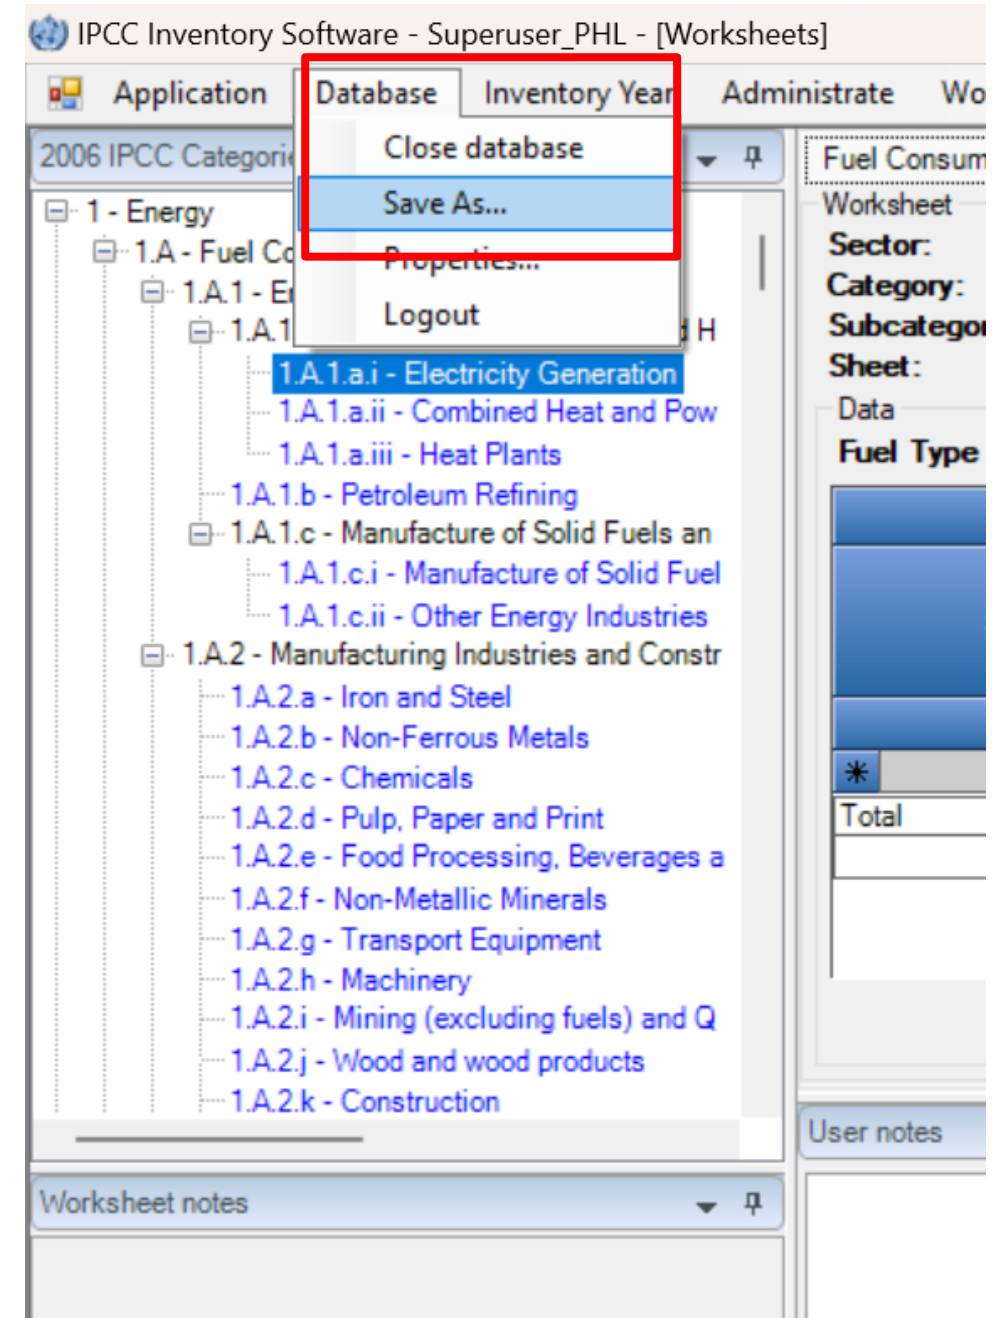 IPCC Inventory Software - Superuser_PHL - [Worksheets]
Application Database Inventory Year Administrate Wo
2006 IPCC Categorie
Close database
Save As...
Properties...
Logout
1 - Energy
1.A - Fuel Co
1.A.1 - E
1.A.1 d H
1.A.1.a.i - Electricity Generation
1.A.1.a.ii - Combined Heat and Pow
1.A.1.a.iii - Heat Plants
1.A.1.b - Petroleum Refining
1.A.1.c - Manufacture of Solid Fuels an
1.A.1.c.i - Manufacture of Solid Fuel
1.A.1.c.ii - Other Energy Industries
1.A.2 - Manufacturing Industries and Constr
1.A.2.a - Iron and Steel
1.A.2.b - Non-Ferrous Metals
1.A.2.c - Chemicals
1.A.2.d - Pulp, Paper and Print
1.A.2.e - Food Processing, Beverages a
1.A.2.f - Non-Metallic Minerals
1.A.2.g - Transport Equipment
1.A.2.h - Machinery
1.A.2.i - Mining (excluding fuels) and Q
1.A.2.j - Wood and wood products
1.A.2.k - Construction
Worksheet notes
Fuel Consum
Worksheet
Sector:
Category:
Subcategor
Sheet:
Data
Fuel Type
Total
User notes